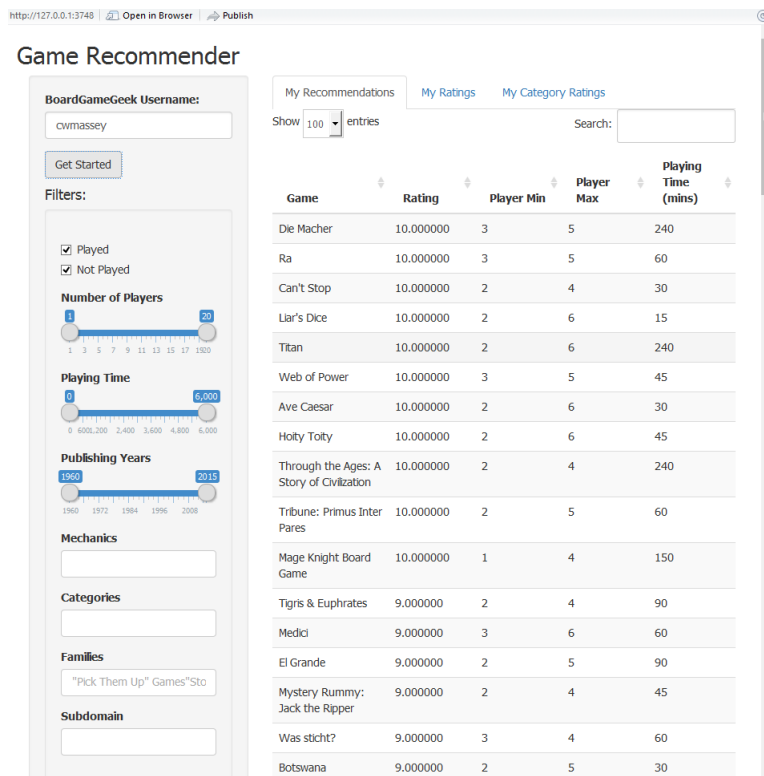 http://127.0.0.1:3748 Open in Browser Publish
Game Recommender
BoardGameGeek Username:
cwmassey
Get Started
Filters:
Played
Not Played
Number of Players
1 20
1 3 5 7 9 11 13 15 17 1920
Playing Time
0 6,000
0 6001,200 2,400 3,600 4,800 6,000
Publishing Years
1960 2015
1960 1972 1984 1996 2008
Mechanics
Categories
Families
"Pick Them Up" Games"Sto
Subdomain
My Recommendations My Ratings My Category Ratings
Show 100 entries Search:
Game Rating Player Min Player Max Playing Time (mins)
Die Macher 10.000000 3 5 240
Ra 10.000000 3 5 60
Can't Stop 10.000000 2 4 30
Liar's Dice 10.000000 2 6 15
Titan 10.000000 2 6 240
Web of Power 10.000000 3 5 45
Ave Caesar 10.000000 2 6 30
Hoity Toity 10.000000 2 6 45
Through the Ages: A 10.000000 2 4 240
Story of Civilization
Tribune: Primus Inter 10.000000 2 5 60
Pares
Mage Knight Board 10.000000 1 4 150
Game
Tigris & Euphrates 9.000000 2 4 90
Medici 9.000000 3 6 60
El Grande 9.000000 2 5 90
Mystery Rummy: 9.000000 2 4 45
Jack the Ripper
Was sticht? 9.000000 3 4 60
Botswana 9.000000 2 5 30